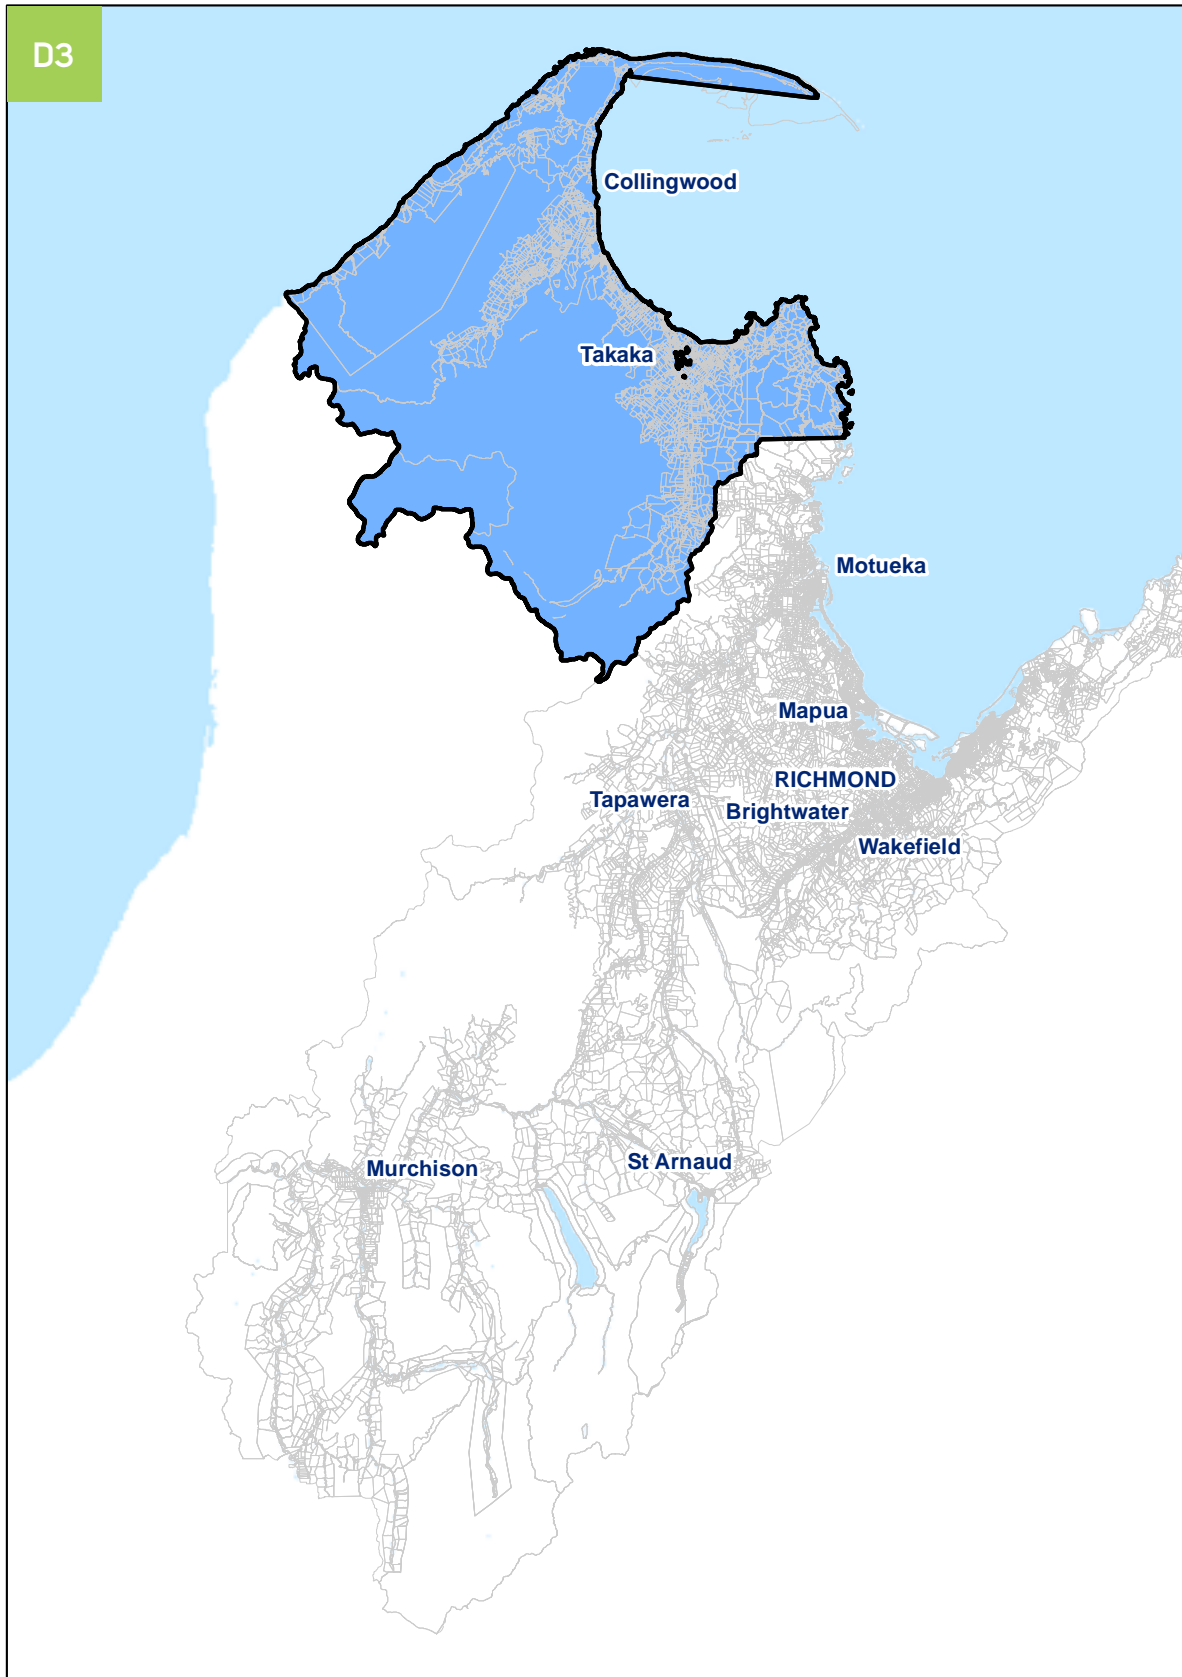 D3
Collingwood
Takaka
Motueka
Mapua
RICHMOND
Tapawera
Brightwater
Wakefield
Murchison
St Arnaud